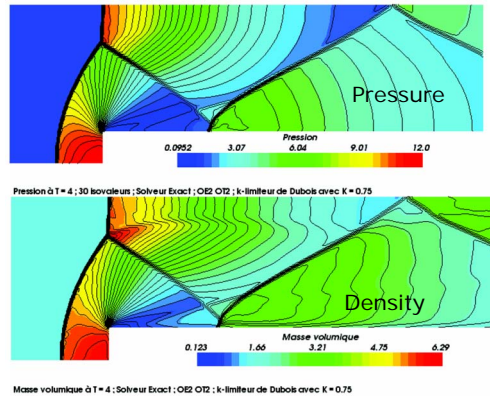 Pressure
Pression
0.0952 3.07 6.04 9.01 12.0
Pression à T = 4 ; 30 isovaleurs ; Solveur Exact ; OE2 OT2 ; k-limiteur de Dubois avec K = 0.75
Density
Masse volumique
0.123 1.66 3.21 4.75 6.29
Masse volumique à T = 4 ; Solveur Exact ; OE2 OT2 ; k-limiteur de Dubois avec K = 0.75